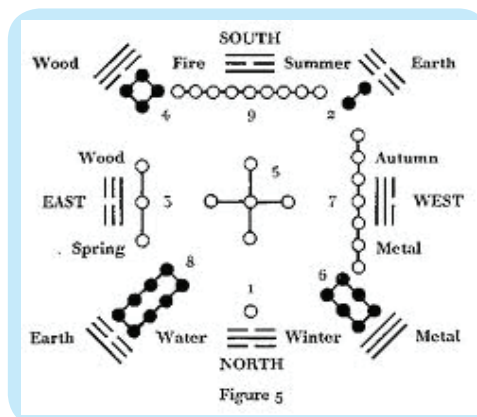 SOUTH
Wood Fire Summer Earth
4 9 2
Wood Autumn
5
EAST 3 7 WEST
Spring Metal
8 6
1
Earth Water Winter Metal
NORTH
Figure 5